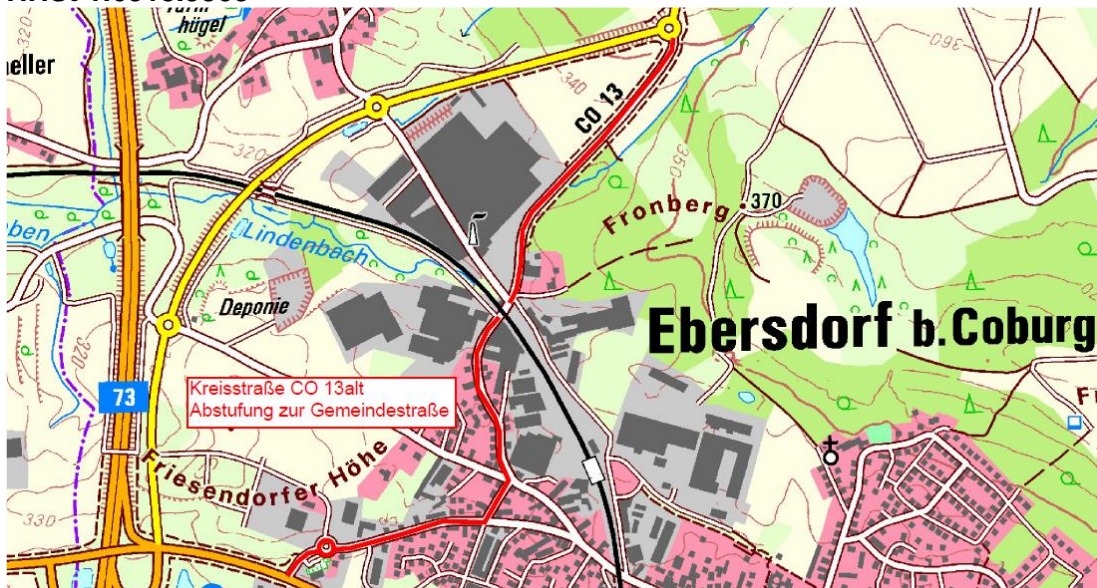 320
hügel
eller
340
360
CO 13
320
350
Fronberg
370
ben
Lindenbach
Deponie
320
Ebersdorf b.Coburg
73
Kreisstraße CO 13alt
Abstufung zur Gemeindestraße
Friesendorfer Höhe
330